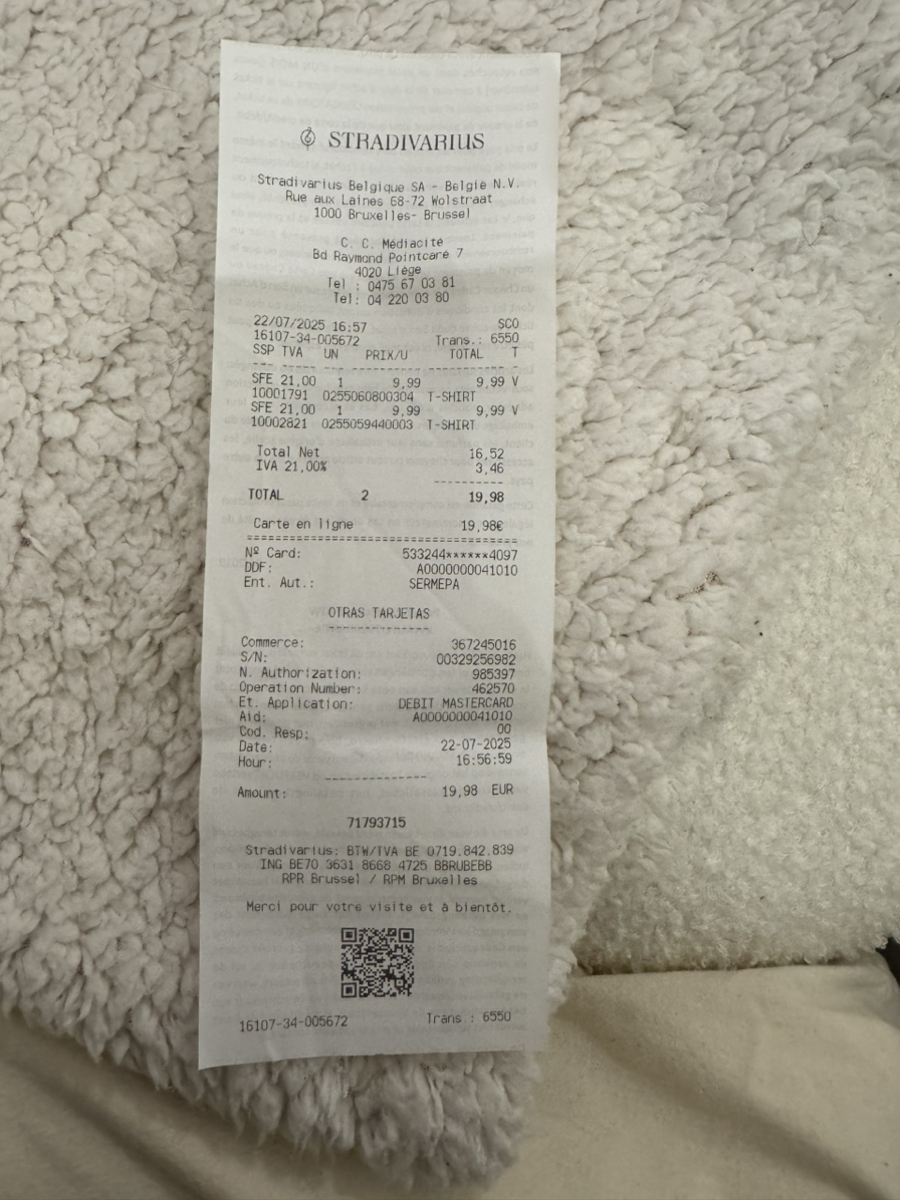 STRADIVARIUS
Stradivarius Belgique SA - Belgie N.V.
Rue aux Laines 68-72 Wolstraat
1000 Bruxelles- Brussel
C. C. Médiacité
Bd Raymond Pointcaré 7
4020 Liège
Tel : 0475 67 03 81
Tel: 04 220 03 80
22/07/2025 16:57 SCO
16107-34-005672 Trans.: 6550
SSP TVA UN PRIX/U TOTAL T
--- ----- ---- --------- ----------- -
SFE 21,00 1 9,99 9,99 V
10001791 0255060800304 T-SHIRT
SFE 21,00 1 9,99 9,99 V
10002821 0255059440003 T-SHIRT
Total Net 16,52
IVA 21,00% 3,46
----------
TOTAL 2 19,98
Carte en ligne 19,98€
========================================
Nº Card: 533244******4097
DDF: A0000000041010
Ent. Aut.: SERMEPA
OTRAS TARJETAS
---------------
Commerce: 367245016
S/N: 00329256982
N. Authorization: 985397
Operation Number: 462570
Et. Application: DEBIT MASTERCARD
Aid: A0000000041010
Cod. Resp: 00
Date: 22-07-2025
Hour: 16:56:59
---------------
Amount: 19,98 EUR
71793715
Stradivarius: BTW/TVA BE 0719.842.839
ING BE70 3631 8668 4725 BBRUBEBB
RPR Brussel / RPM Bruxelles
Merci pour votre visite et à bientôt.
16107-34-005672 Trans.: 6550